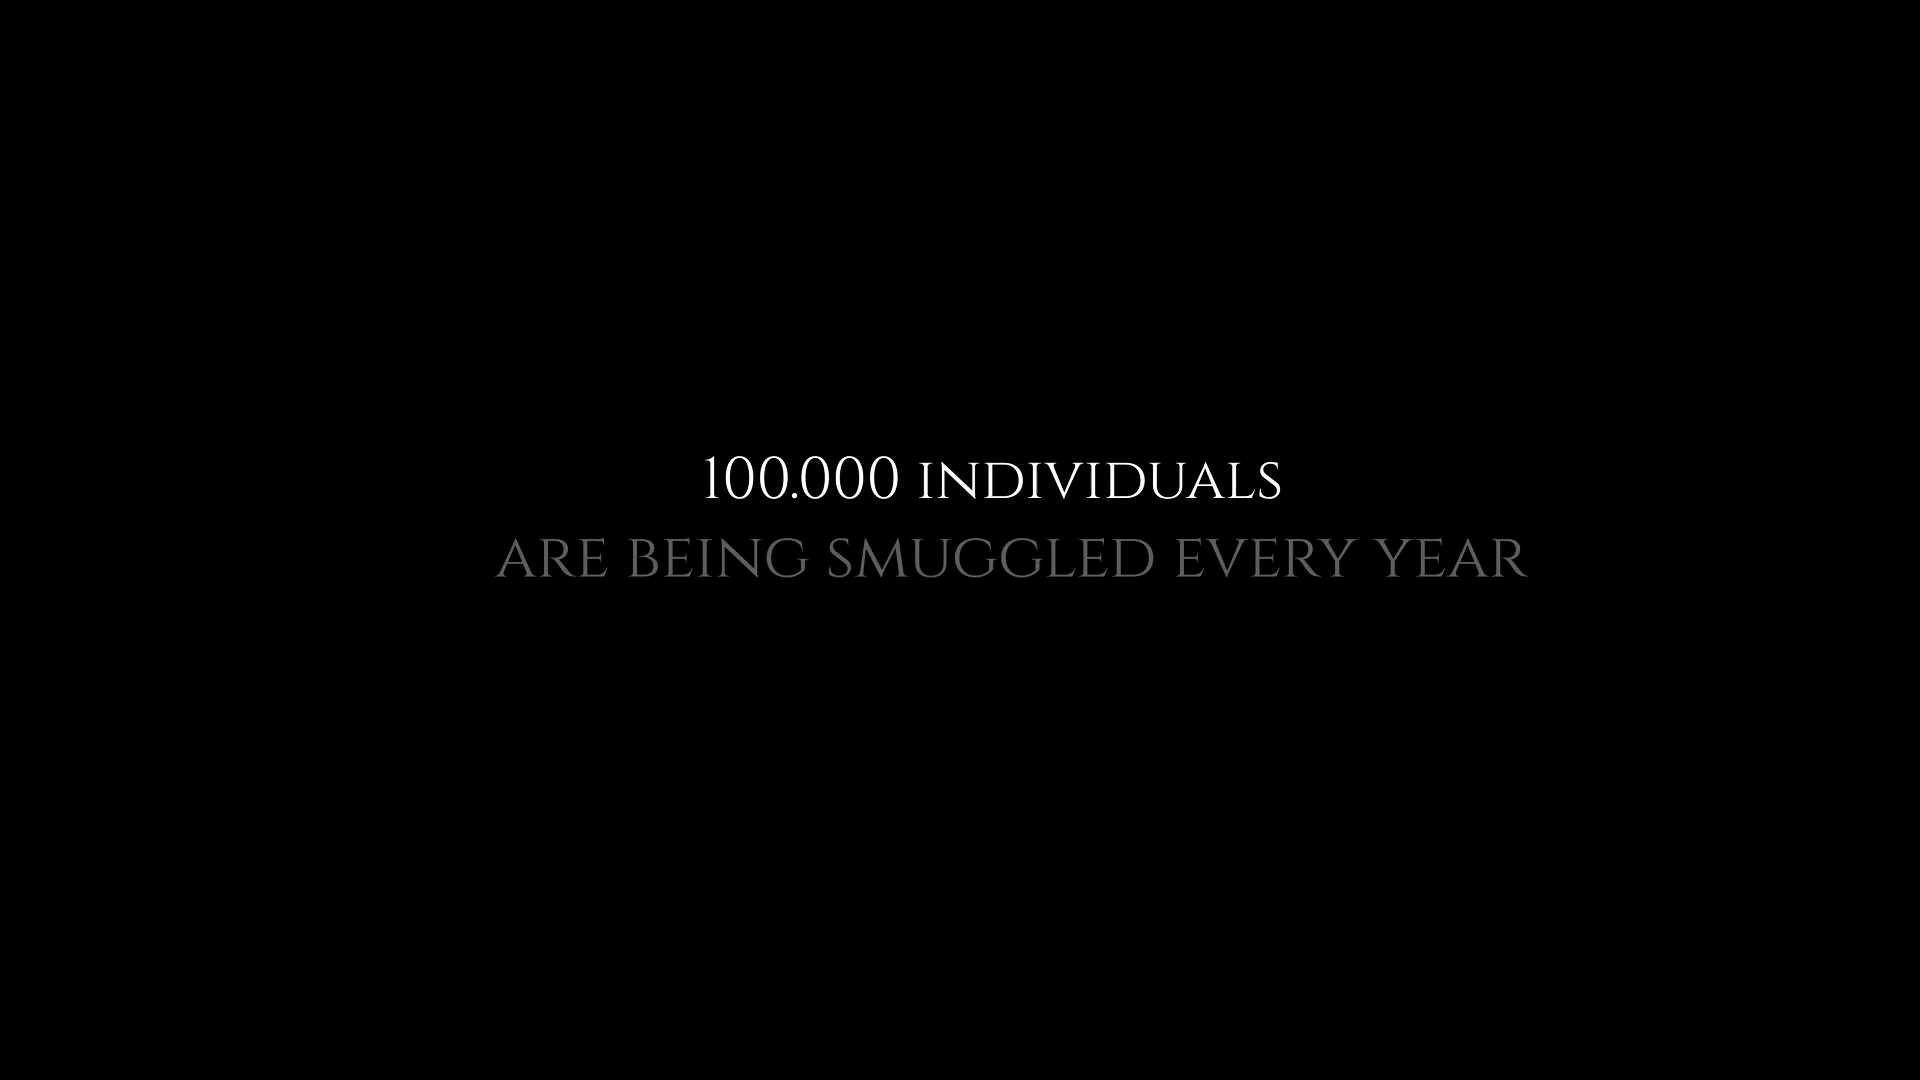 100.000 INDIVIDUALS
ARE BEING SMUGGLED EVERY YEAR